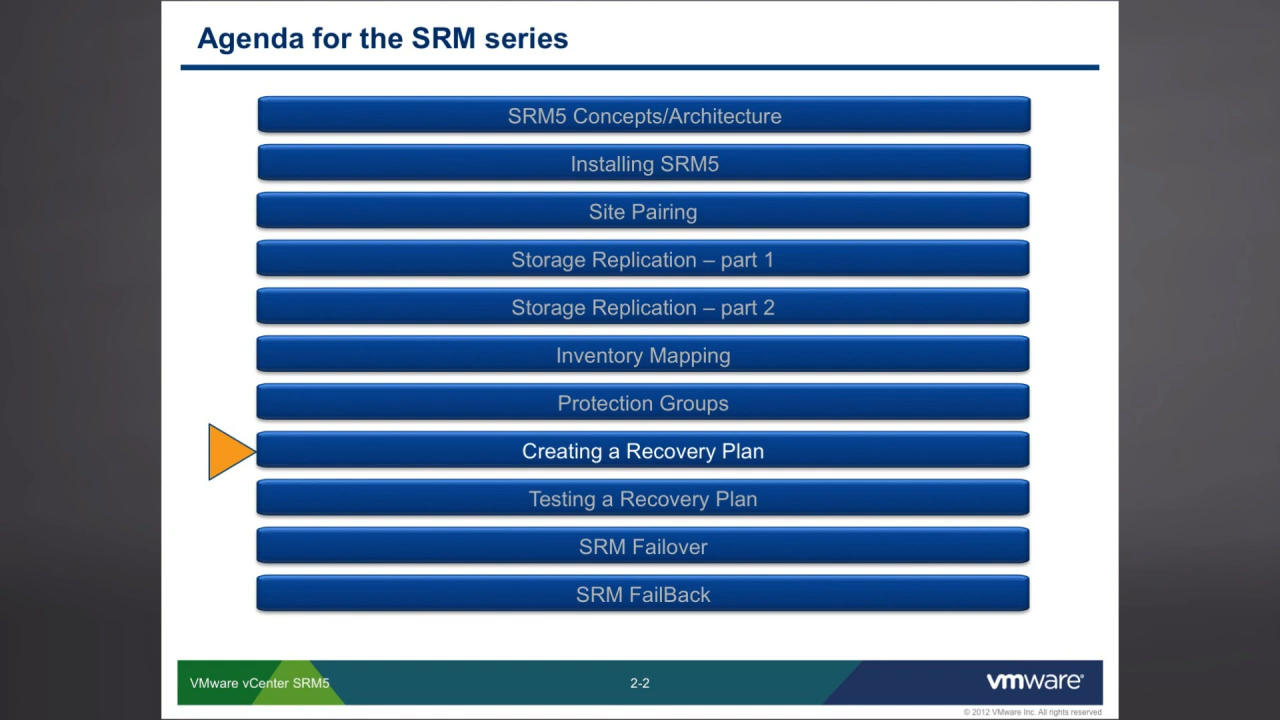 Agenda for the SRM series
SRM5 Concepts/Architecture
Installing SRM5
Site Pairing
Storage Replication – part 1
Storage Replication – part 2
Inventory Mapping
Protection Groups
Creating a Recovery Plan
Testing a Recovery Plan
SRM Failover
SRM FailBack
VMware vCenter SRM5
2-2
vmware®
© 2012 VMware Inc. All rights reserved